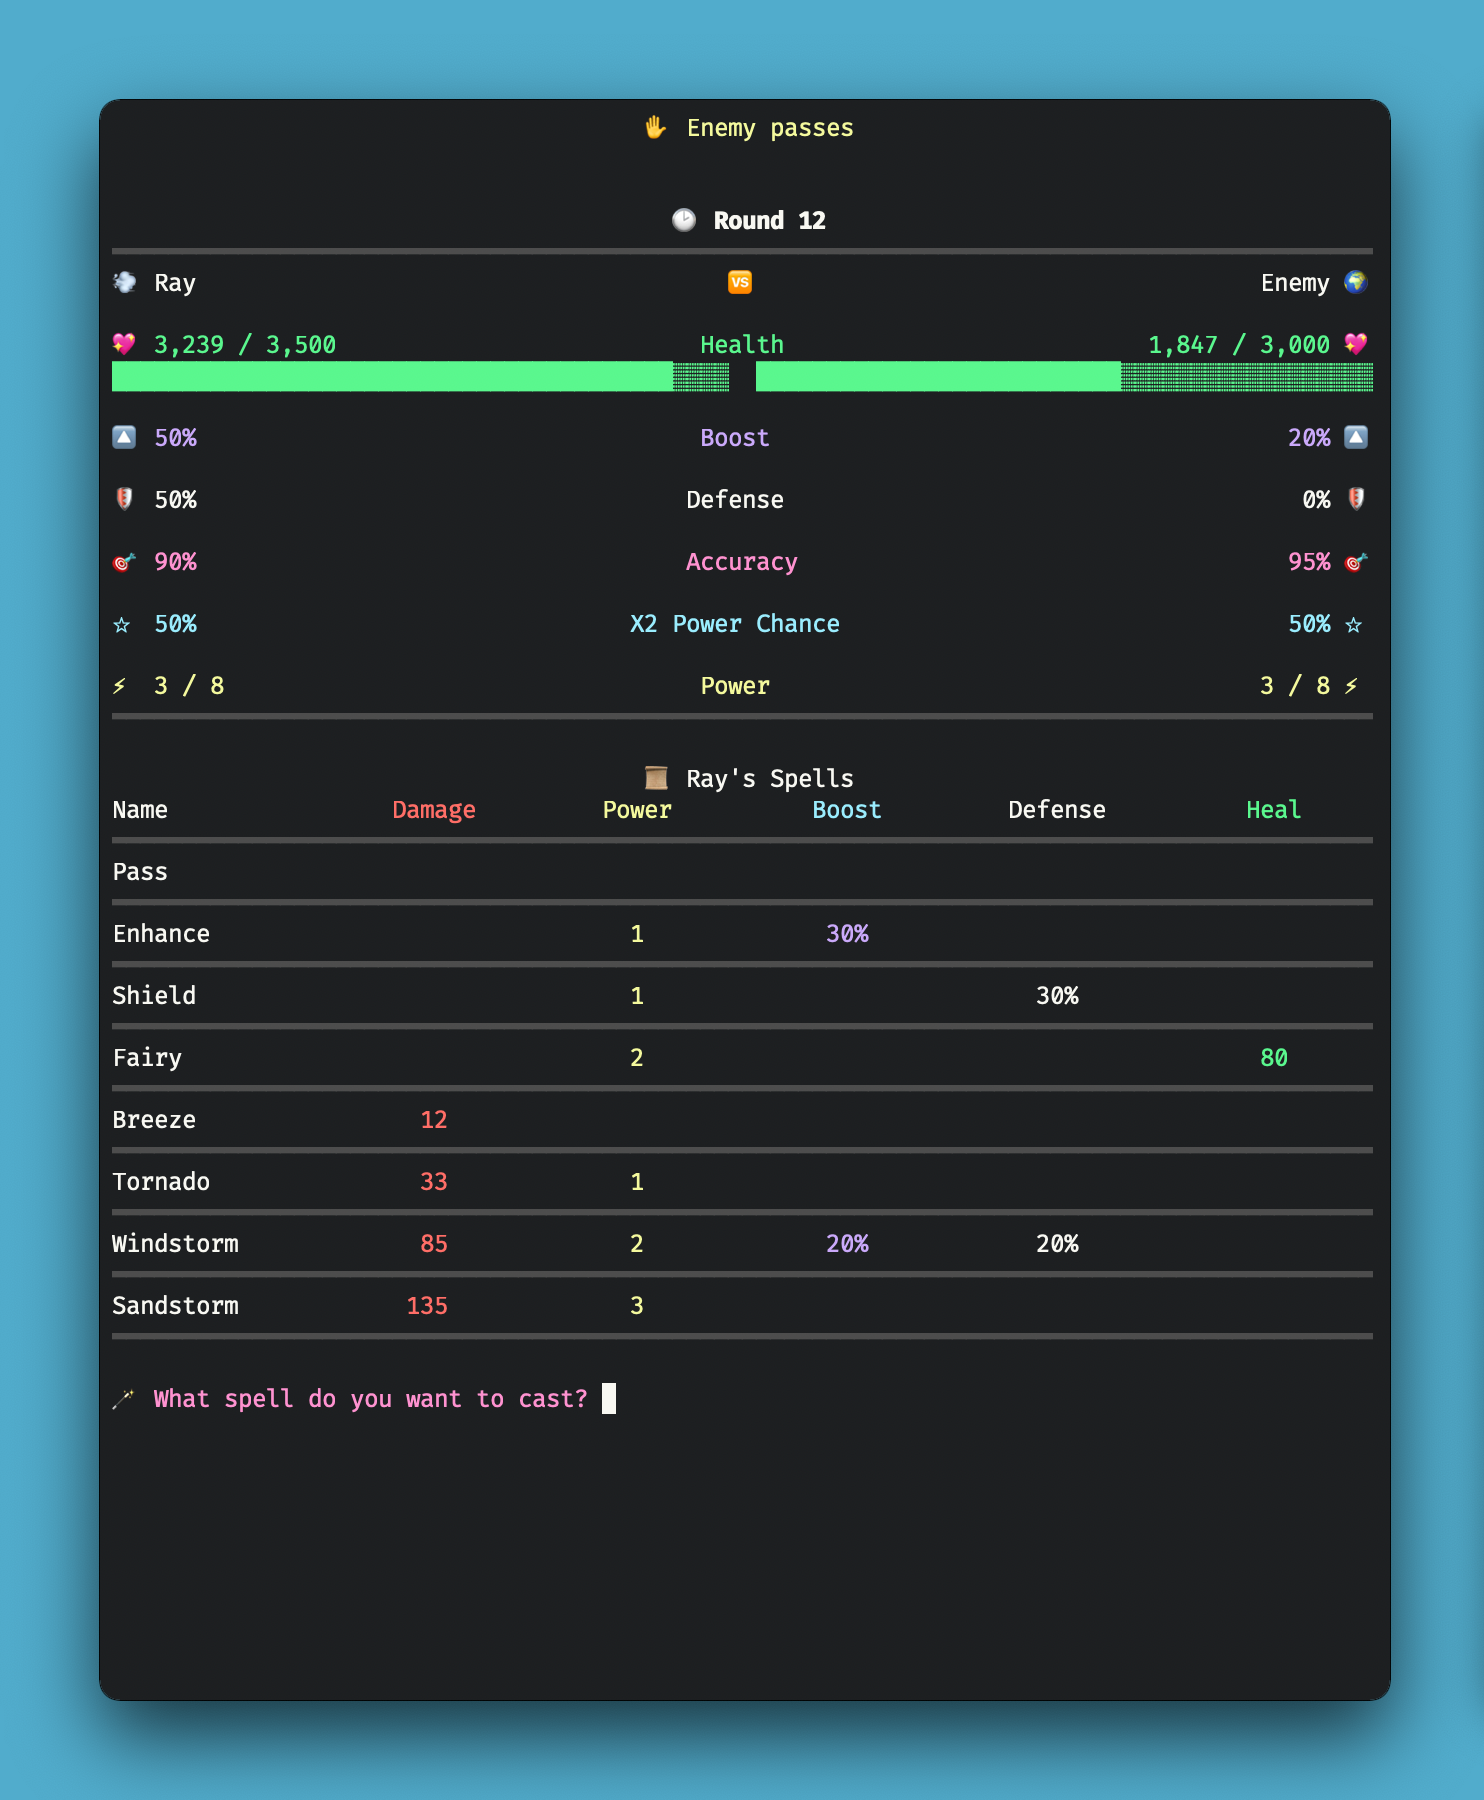 ✋ Enemy passes
🕑 Round 12
💨 Ray 🆚 Enemy 🌍
💖 3,239 / 3,500 Health 1,847 / 3,000 💖
🔼 50% Boost 20% 🔼
🛡 50% Defense 0% 🛡
🎯 90% Accuracy 95% 🎯
☆ 50% X2 Power Chance 50% ☆
⚡ 3 / 8 Power 3 / 8 ⚡
📜 Ray's Spells
Name Damage Power Boost Defense Heal
Pass
Enhance 1 30%
Shield 1 30%
Fairy 2 80
Breeze 12
Tornado 33 1
Windstorm 85 2 20% 20%
Sandstorm 135 3
🪄 What spell do you want to cast?